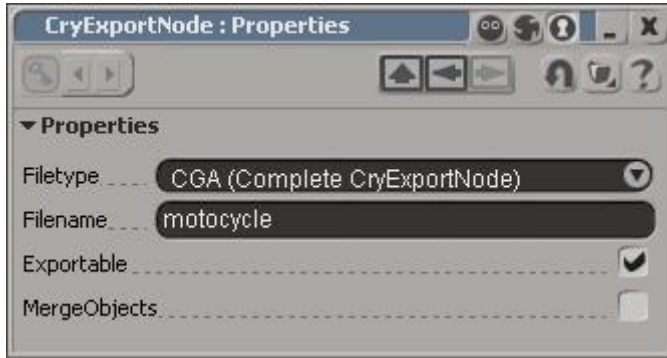 CryExportNode : Properties
Properties
Filetype CGA (Complete CryExportNode)
Filename motocycle
Exportable
MergeObjects